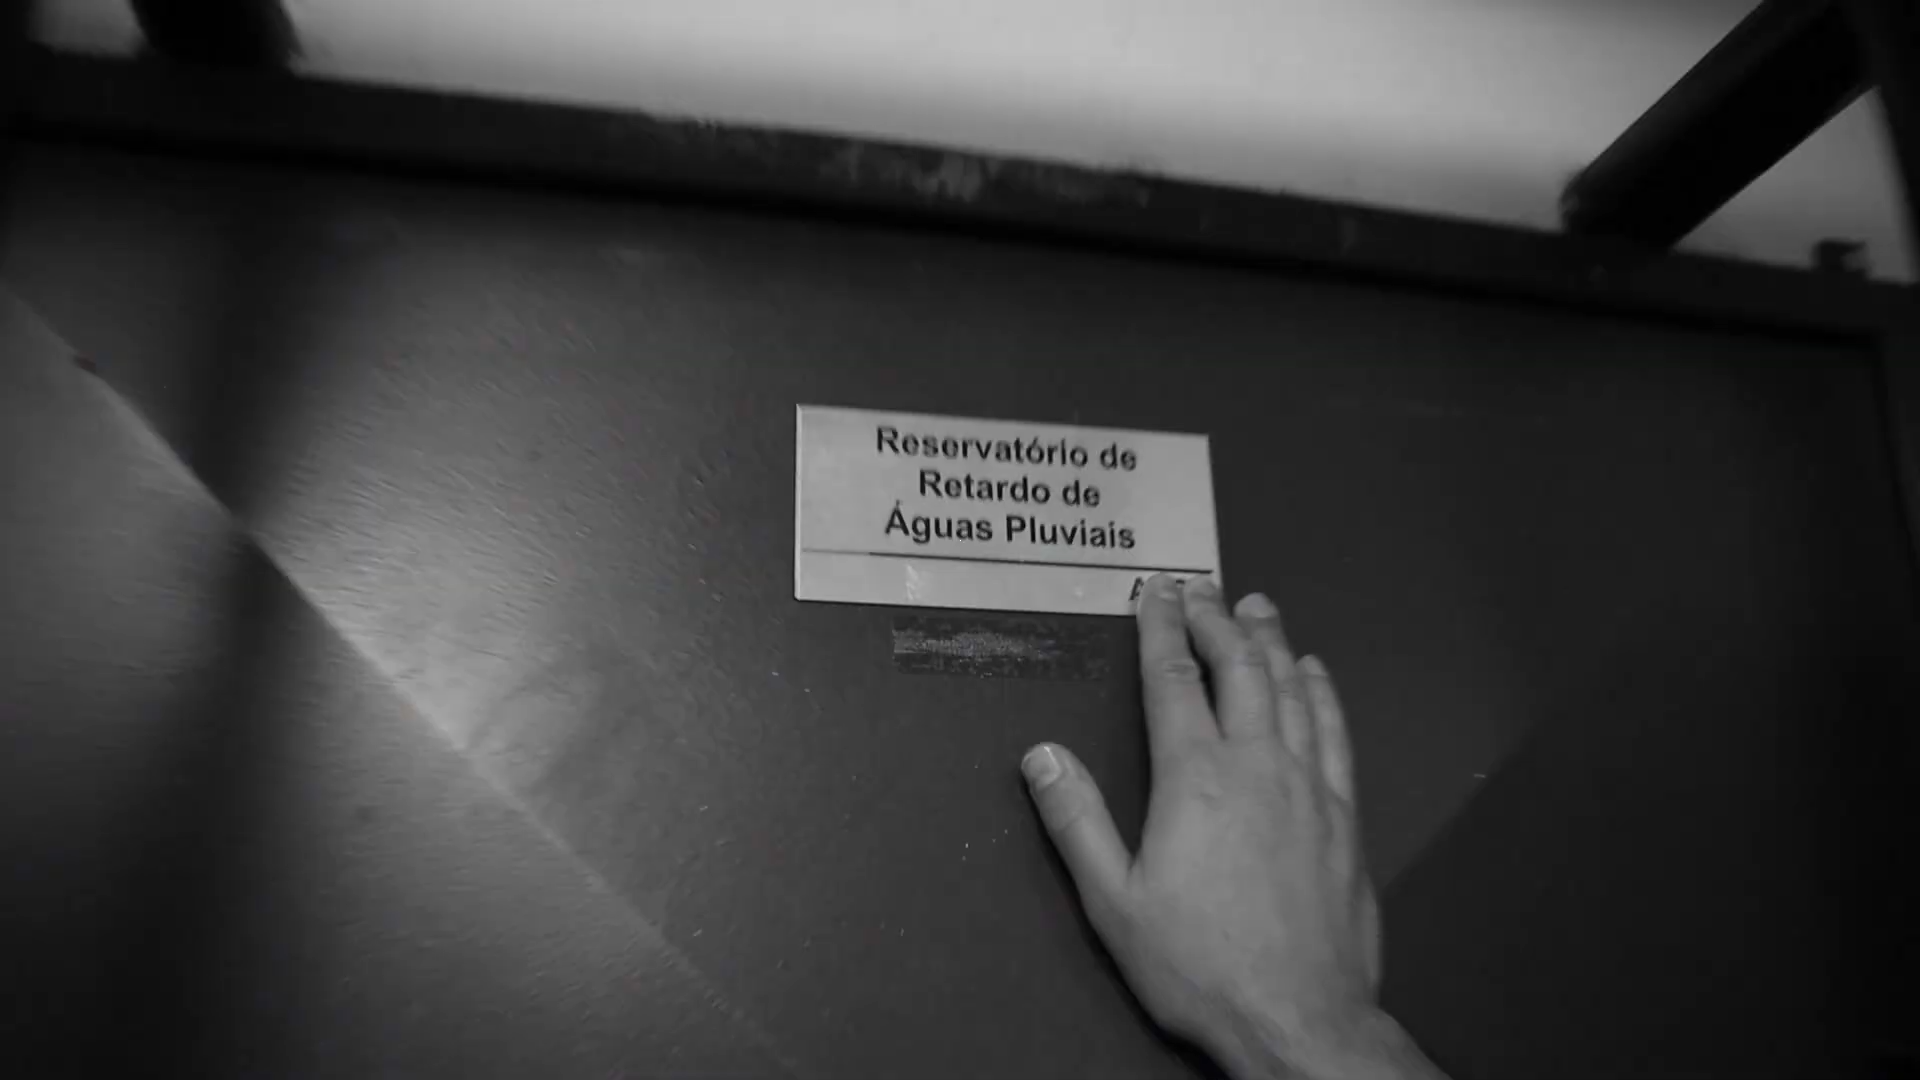 Reservatório de
Retardo de
Águas Pluviais